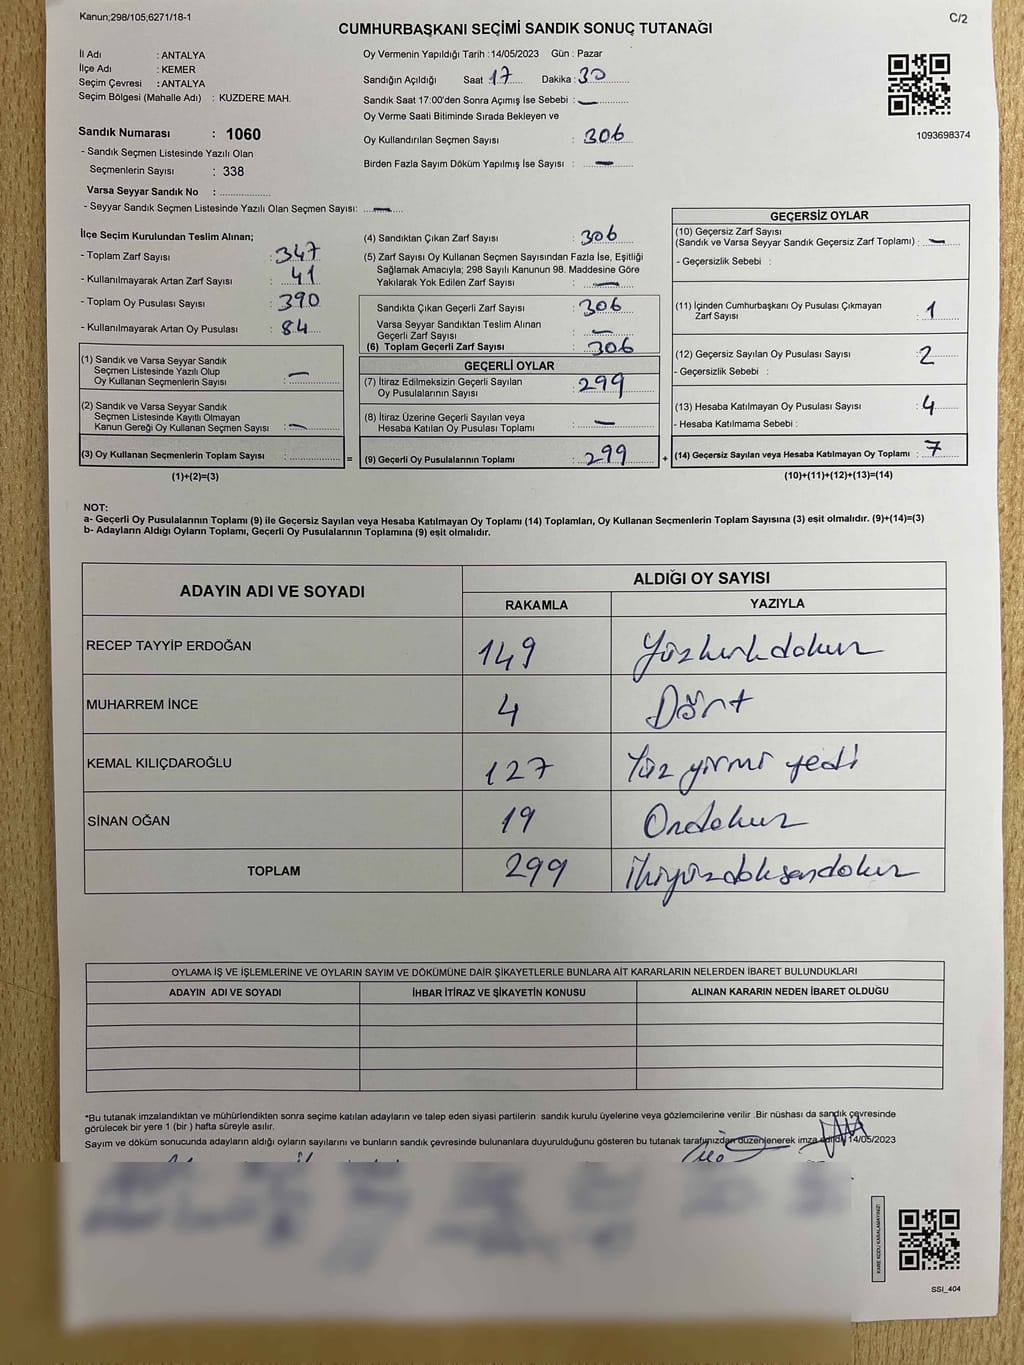 Kanun;298/105;6271/18-1
C/2
CUMHURBAŞKANI SEÇİMİ SANDIK SONUÇ TUTANAĞI
İl Adı : ANTALYA
İlçe Adı : KEMER
Seçim Çevresi : ANTALYA
Seçim Bölgesi (Mahalle Adı) : KUZDERE MAH.
Oy Vermenin Yapıldığı Tarih :14/05/2023 Gün : Pazar
Sandığın Açıldığı Saat :17 Dakika :30
Sandık Saat 17:00'den Sonra Açımış İse Sebebi : —
Oy Verme Saati Bitiminde Sırada Bekleyen ve
Oy Kullandırılan Seçmen Sayısı : 306
Birden Fazla Sayım Döküm Yapılmış İse Sayısı : —
1093698374
Sandık Numarası : 1060
- Sandık Seçmen Listesinde Yazılı Olan
Seçmenlerin Sayısı : 338
Varsa Seyyar Sandık No :
- Seyyar Sandık Seçmen Listesinde Yazılı Olan Seçmen Sayısı: —
İlçe Seçim Kurulundan Teslim Alınan;
- Toplam Zarf Sayısı : 347
- Kullanılmayarak Artan Zarf Sayısı : 41
- Toplam Oy Pusulası Sayısı : 390
- Kullanılmayarak Artan Oy Pusulası : 84
(1) Sandık ve Varsa Seyyar Sandık
Seçmen Listesinde Yazılı Olup
Oy Kullanan Seçmenlerin Sayısı : —
(2) Sandık ve Varsa Seyyar Sandık
Seçmen Listesinde Kayıtlı Olmayan
Kanun Gereği Oy Kullanan Seçmen Sayısı : —
(3) Oy Kullanan Seçmenlerin Toplam Sayısı :
(1)+(2)=(3)
(4) Sandıktan Çıkan Zarf Sayısı : 306
(5) Zarf Sayısı Oy Kullanan Seçmen Sayısından Fazla İse, Eşitliği
Sağlamak Amacıyla; 298 Sayılı Kanunun 98. Maddesine Göre
Yakılarak Yok Edilen Zarf Sayısı : —
Sandıkta Çıkan Geçerli Zarf Sayısı : 306
Varsa Seyyar Sandıktan Teslim Alınan
Geçerli Zarf Sayısı : —
(6) Toplam Geçerli Zarf Sayısı : 306
GEÇERLİ OYLAR
(7) İtiraz Edilmeksizin Geçerli Sayılan
Oy Pusulalarının Sayısı : 299
(8) İtiraz Üzerine Geçerli Sayılan veya
Hesaba Katılan Oy Pusulası Toplamı : —
= (9) Geçerli Oy Pusulalarının Toplamı : 299 +
GEÇERSİZ OYLAR
(10) Geçersiz Zarf Sayısı
(Sandık ve Varsa Seyyar Sandık Geçersiz Zarf Toplamı) : —
- Geçersizlik Sebebi :
(11) İçinden Cumhurbaşkanı Oy Pusulası Çıkmayan
Zarf Sayısı : 1
(12) Geçersiz Sayılan Oy Pusulası Sayısı : 2
- Geçersizlik Sebebi :
(13) Hesaba Katılmayan Oy Pusulası Sayısı : 4
- Hesaba Katılmama Sebebi :
(14) Geçersiz Sayılan veya Hesaba Katılmayan Oy Toplamı : 7
(10)+(11)+(12)+(13)=(14)
NOT:
a- Geçerli Oy Pusulalarının Toplamı (9) ile Geçersiz Sayılan veya Hesaba Katılmayan Oy Toplamı (14) Toplamları, Oy Kullanan Seçmenlerin Toplam Sayısına (3) eşit olmalıdır. (9)+(14)=(3)
b- Adayların Aldığı Oyların Toplamı, Geçerli Oy Pusulalarının Toplamına (9) eşit olmalıdır.
ADAYIN ADI VE SOYADI
ALDIĞI OY SAYISI
RAKAMLA YAZIYLA
RECEP TAYYİP ERDOĞAN 149 Yüzkırkdokuz
MUHARREM İNCE 4 Dört
KEMAL KILIÇDAROĞLU 127 Yüz yirmi yedi
SİNAN OĞAN 19 Ondokuz
TOPLAM 299 İkiyüzdoksandokuz
OYLAMA İŞ VE İŞLEMLERİNE VE OYLARIN SAYIM VE DÖKÜMÜNE DAİR ŞİKAYETLERLE BUNLARA AİT KARARLARIN NELERDEN İBARET BULUNDUKLARI
ADAYIN ADI VE SOYADI İHBAR İTİRAZ VE ŞİKAYETİN KONUSU ALINAN KARARIN NEDEN İBARET OLDUĞU
*Bu tutanak imzalandıktan ve mühürlendikten sonra seçime katılan adayların ve talep eden siyasi partilerin sandık kurulu üyelerine veya gözlemcilerine verilir .Bir nüshası da sandık çevresinde
görülecek bir yere 1 (bir ) hafta süreyle asılır.
Sayım ve döküm sonucunda adayların aldığı oyların sayılarını ve bunların sandık çevresinde bulunanlara duyurulduğunu gösteren bu tutanak tarafımızdan düzenlenerek imza edildi. 14/05/2023
KARE KODU KARALAMAYINIZ!
SSI_404